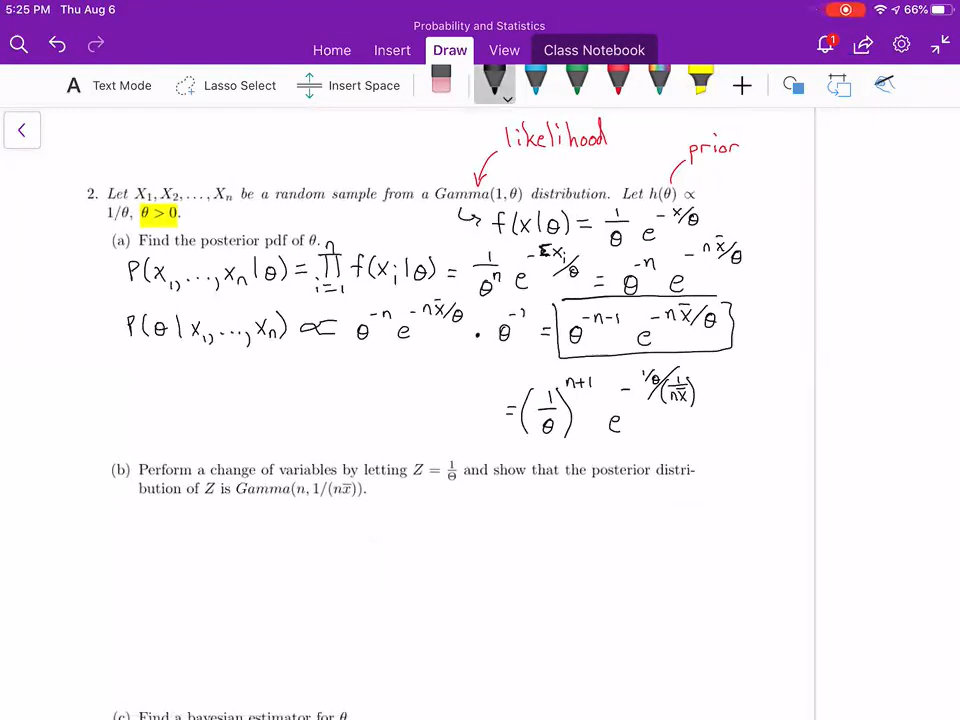 5:25 PM Thu Aug 6 66%
Probability and Statistics
Home Insert Draw View Class Notebook 1
A Text Mode Lasso Select Insert Space
likelihood
prior
2. Let X₁, X₂, . . . , Xₙ be a random sample from a Gamma(1, θ) distribution. Let h(θ) ∝
1/θ, θ > 0.
f(x|θ) = 1/θ e^(-x/θ)
(a) Find the posterior pdf of θ.
P(x₁, ..., xₙ|θ) = ∏_(i=1)^n f(xᵢ|θ) = 1/θⁿ e^(-Σxᵢ/θ) = θ^(-n) e^(-nx̄/θ)
P(θ|x₁, ..., xₙ) ∝ θ^(-n) e^(-nx̄/θ) · θ^(-1) = θ^(-n-1) e^(-nx̄/θ)
= (1/θ)^(n+1) e^(-1/θ/(1/nx̄))
(b) Perform a change of variables by letting Z = 1/Θ and show that the posterior distri-
bution of Z is Gamma(n, 1/(nx̄)).
(c) Find a bayesian estimator for θ